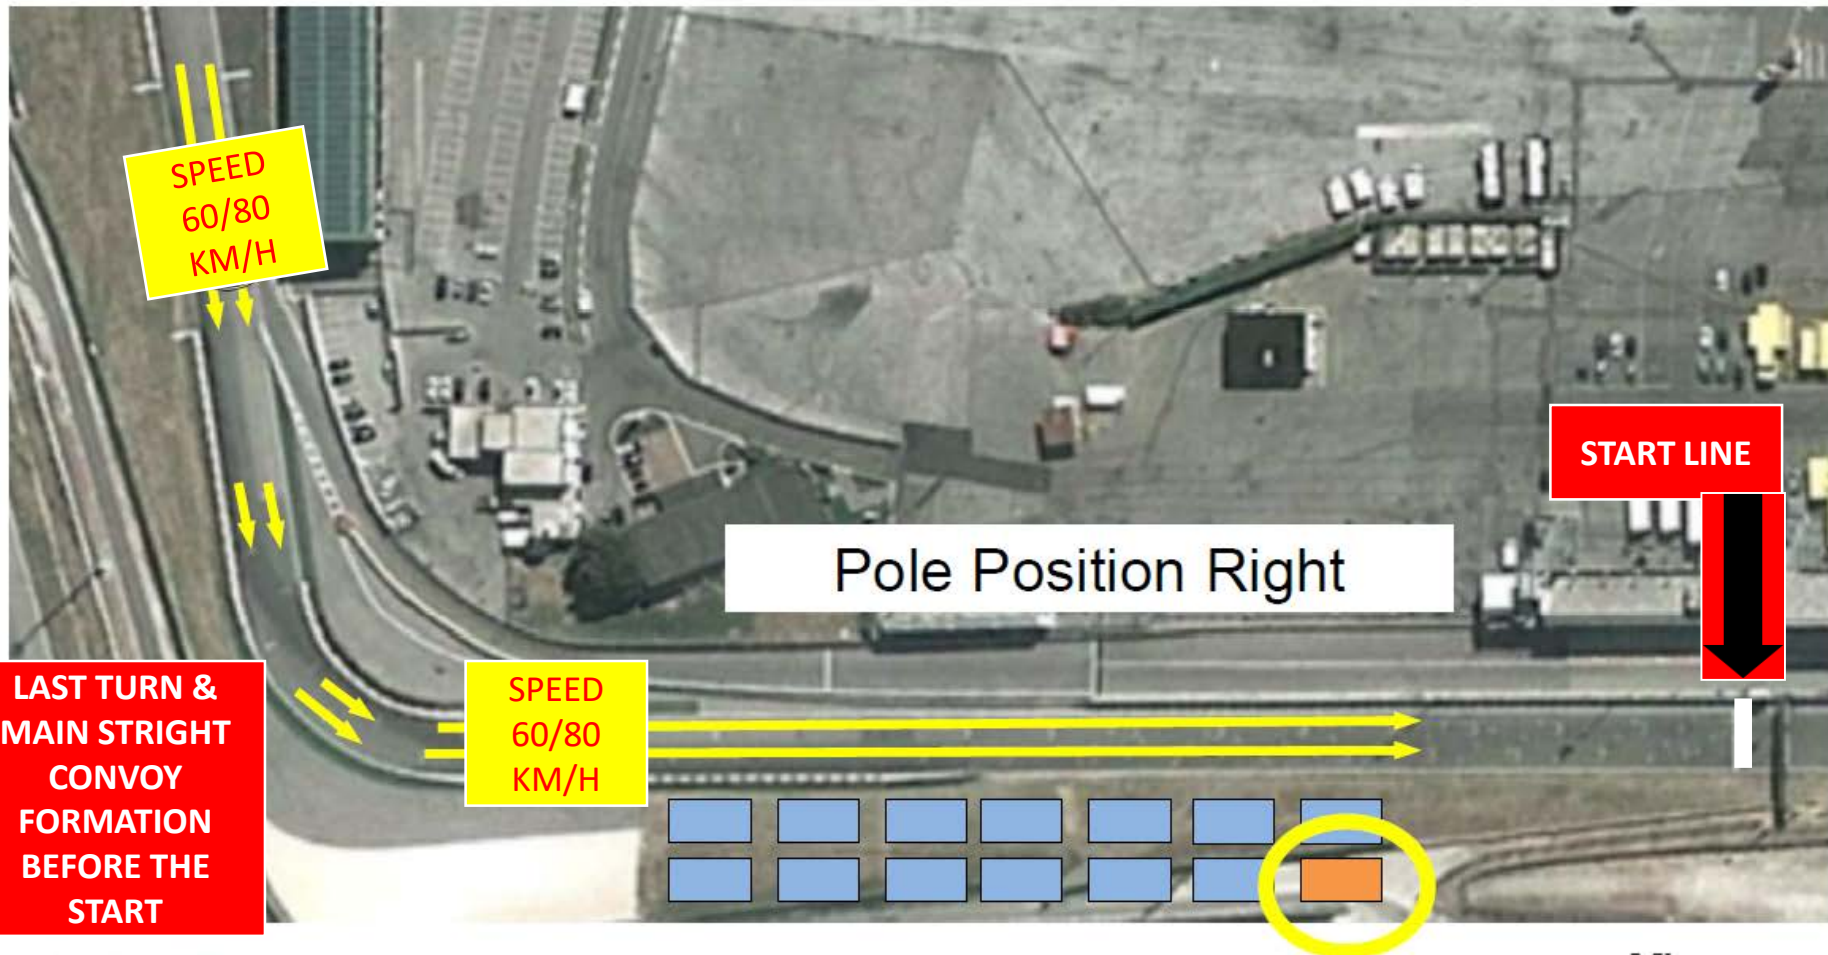 SPEED
60/80
KM/H
START LINE
Pole Position Right
LAST TURN &
MAIN STRIGHT
CONVOY
FORMATION
BEFORE THE
START
SPEED
60/80
KM/H